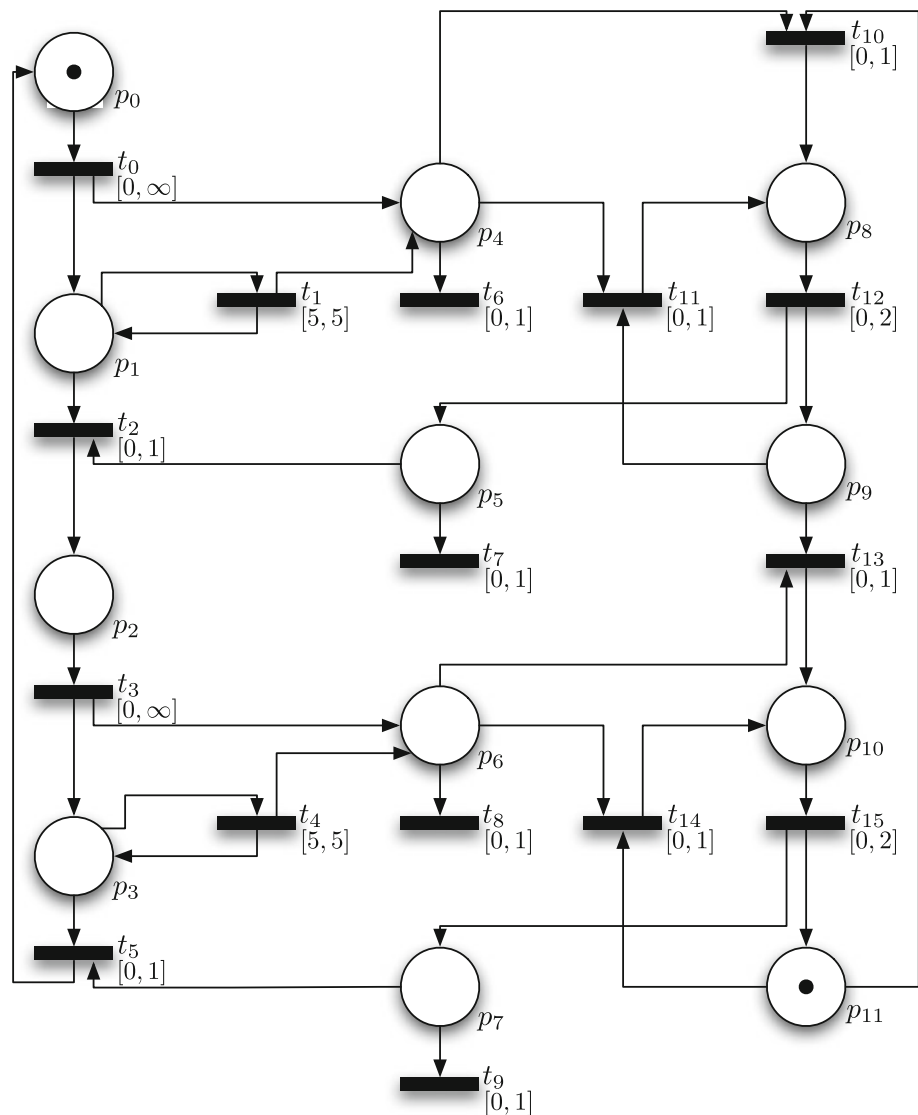 t10
[0, 1]
p0
t0
[0, ∞]
p4
p8
t1
[5, 5]
t6
[0, 1]
t11
[0, 1]
t12
[0, 2]
p1
t2
[0, 1]
p5
p9
t7
[0, 1]
t13
[0, 1]
p2
t3
[0, ∞]
p6
p10
t4
[5, 5]
t8
[0, 1]
t14
[0, 1]
t15
[0, 2]
p3
t5
[0, 1]
p7
p11
t9
[0, 1]